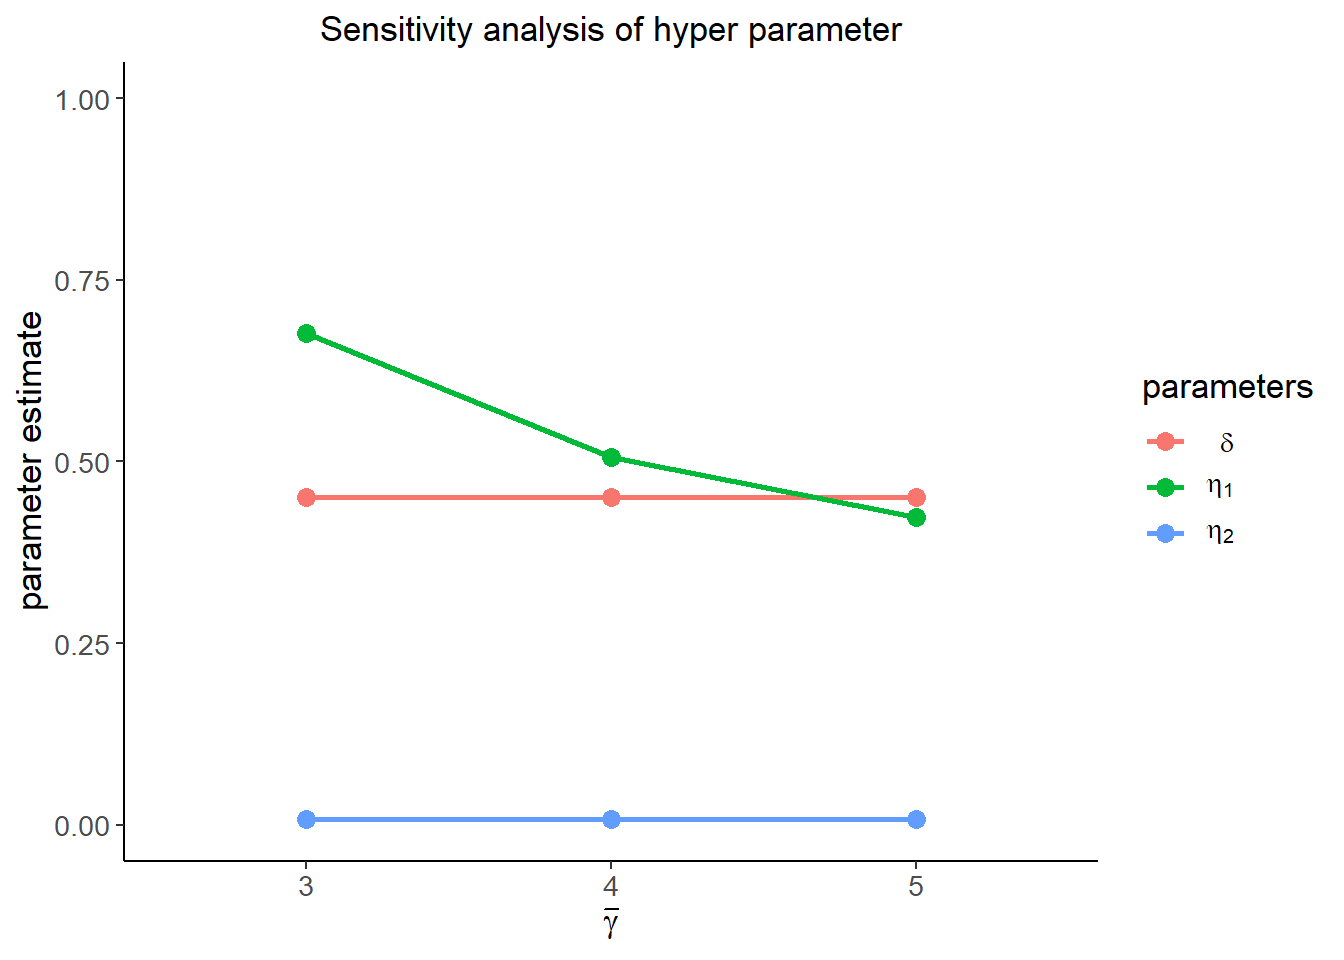 Sensitivity analysis of hyper parameter
parameter estimate
1.00
0.75
0.50
0.25
0.00
3
4
5
γ̅
parameters
δ
η₁
η₂